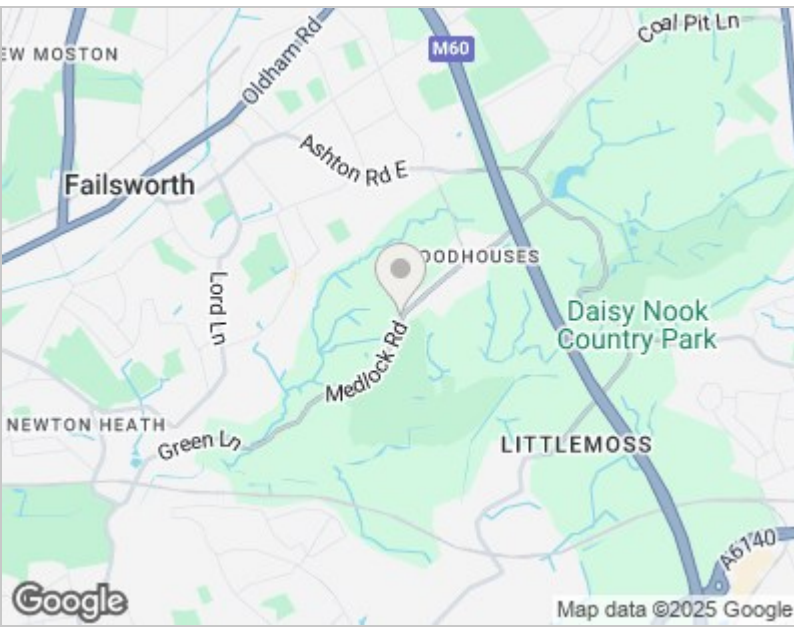 Coal Pit Ln
EW MOSTON
Oldham Rd
M60
Ashton Rd E
Failsworth
OODHOUSES
Lord Ln
Daisy Nook
Country Park
Medlock Rd
NEWTON HEATH
Green Ln
LITTLEMOSS
A6140
Google
Map data ©2025 Google